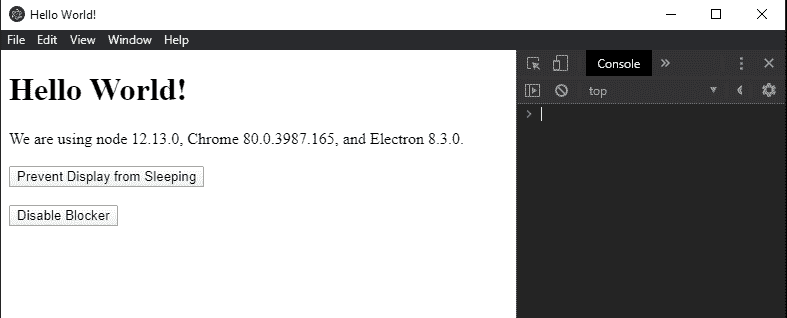 Hello World!
File Edit View Window Help
Console
top
Hello World!
We are using node 12.13.0, Chrome 80.0.3987.165, and Electron 8.3.0.
Prevent Display from Sleeping
Disable Blocker